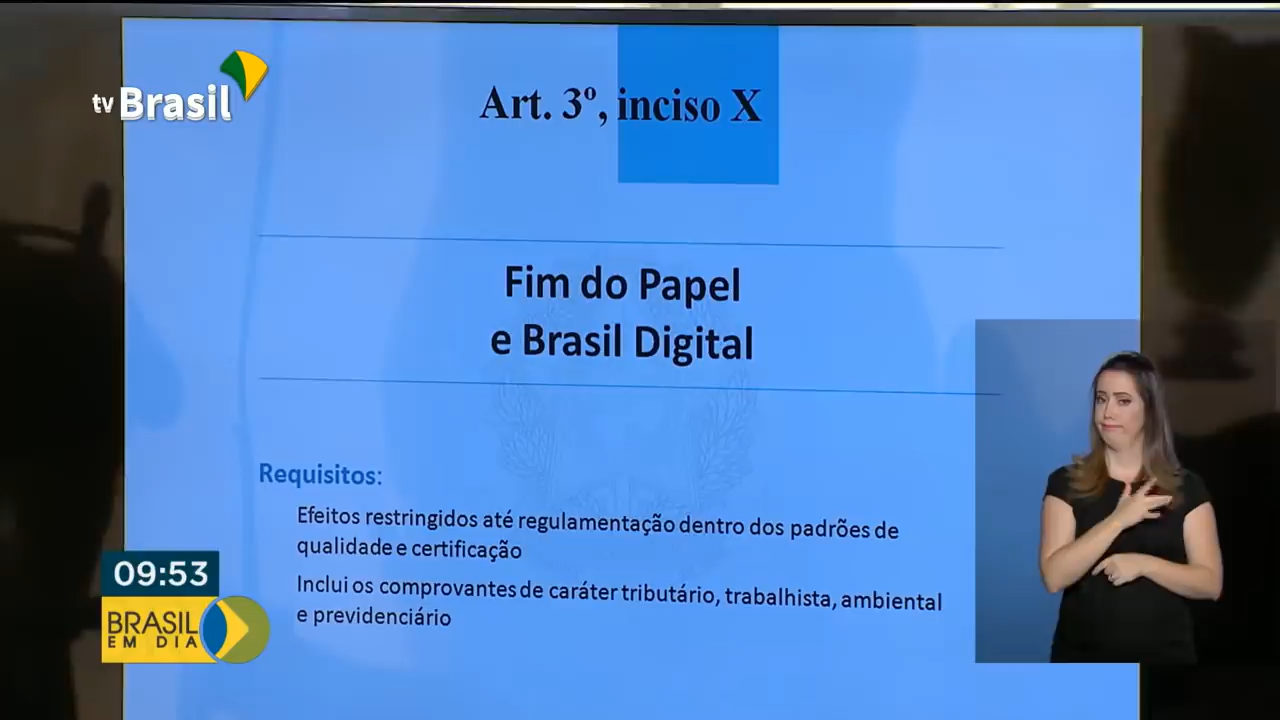 tv Brasil
Art. 3º, inciso X
Fim do Papel
e Brasil Digital
Requisitos:
Efeitos restringidos até regulamentação dentro dos padrões de
qualidade e certificação
Inclui os comprovantes de caráter tributário, trabalhista, ambiental
e previdenciário
09:53
BRASIL
EM DIA